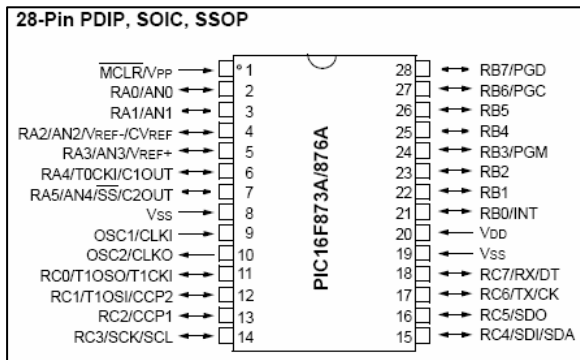 28-Pin PDIP, SOIC, SSOP
MCLR/VPP 1
RA0/AN0 2
RA1/AN1 3
RA2/AN2/VREF-/CVREF 4
RA3/AN3/VREF+ 5
RA4/T0CKI/C1OUT 6
RA5/AN4/SS/C2OUT 7
VSS 8
OSC1/CLKI 9
OSC2/CLKO 10
RC0/T1OSO/T1CKI 11
RC1/T1OSI/CCP2 12
RC2/CCP1 13
RC3/SCK/SCL 14
PIC16F873A/876A
28 RB7/PGD
27 RB6/PGC
26 RB5
25 RB4
24 RB3/PGM
23 RB2
22 RB1
21 RB0/INT
20 VDD
19 VSS
18 RC7/RX/DT
17 RC6/TX/CK
16 RC5/SDO
15 RC4/SDI/SDA